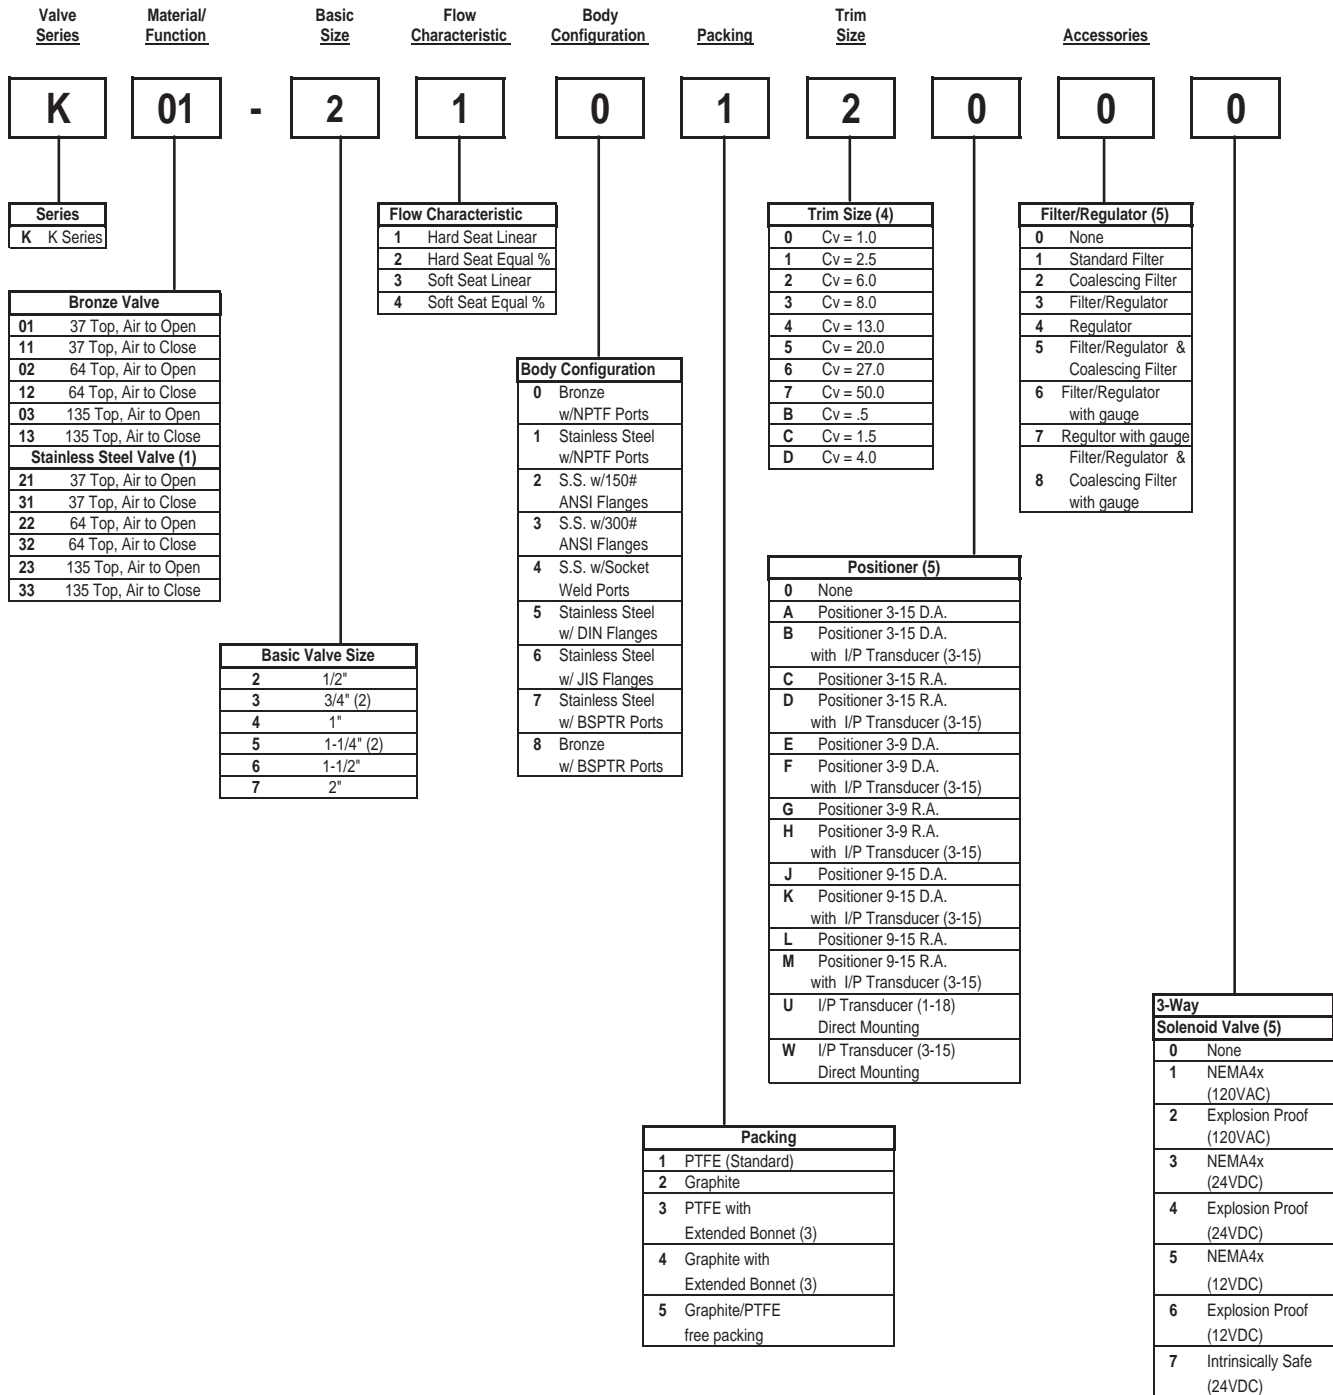 Valve Series
Material/ Function
Basic Size
Flow Characteristic
Body Configuration
Packing
Trim Size
Accessories
K 01 - 2 1 0 1 2 0 0 0
Series
K K Series
Bronze Valve
01 37 Top, Air to Open
11 37 Top, Air to Close
02 64 Top, Air to Open
12 64 Top, Air to Close
03 135 Top, Air to Open
13 135 Top, Air to Close
Stainless Steel Valve (1)
21 37 Top, Air to Open
31 37 Top, Air to Close
22 64 Top, Air to Open
32 64 Top, Air to Close
23 135 Top, Air to Open
33 135 Top, Air to Close
Basic Valve Size
2 1/2"
3 3/4" (2)
4 1"
5 1-1/4" (2)
6 1-1/2"
7 2"
Flow Characteristic
1 Hard Seat Linear
2 Hard Seat Equal %
3 Soft Seat Linear
4 Soft Seat Equal %
Body Configuration
0 Bronze
w/NPTF Ports
1 Stainless Steel
w/NPTF Ports
2 S.S. w/150#
ANSI Flanges
3 S.S. w/300#
ANSI Flanges
4 S.S. w/Socket
Weld Ports
5 Stainless Steel
w/ DIN Flanges
6 Stainless Steel
w/ JIS Flanges
7 Stainless Steel
w/ BSPTR Ports
8 Bronze
w/ BSPTR Ports
Packing
1 PTFE (Standard)
2 Graphite
3 PTFE with
Extended Bonnet (3)
4 Graphite with
Extended Bonnet (3)
5 Graphite/PTFE
free packing
Trim Size (4)
0 Cv = 1.0
1 Cv = 2.5
2 Cv = 6.0
3 Cv = 8.0
4 Cv = 13.0
5 Cv = 20.0
6 Cv = 27.0
7 Cv = 50.0
B Cv = .5
C Cv = 1.5
D Cv = 4.0
Positioner (5)
0 None
A Positioner 3-15 D.A.
B Positioner 3-15 D.A.
with I/P Transducer (3-15)
C Positioner 3-15 R.A.
D Positioner 3-15 R.A.
with I/P Transducer (3-15)
E Positioner 3-9 D.A.
F Positioner 3-9 D.A.
with I/P Transducer (3-15)
G Positioner 3-9 R.A.
H Positioner 3-9 R.A.
with I/P Transducer (3-15)
J Positioner 9-15 D.A.
K Positioner 9-15 D.A.
with I/P Transducer (3-15)
L Positioner 9-15 R.A.
M Positioner 9-15 R.A.
with I/P Transducer (3-15)
U I/P Transducer (1-18)
Direct Mounting
W I/P Transducer (3-15)
Direct Mounting
Filter/Regulator (5)
0 None
1 Standard Filter
2 Coalescing Filter
3 Filter/Regulator
4 Regulator
5 Filter/Regulator &
Coalescing Filter
6 Filter/Regulator
with gauge
7 Regultor with gauge
Filter/Regulator &
8 Coalescing Filter
with gauge
3-Way
Solenoid Valve (5)
0 None
1 NEMA4x
(120VAC)
2 Explosion Proof
(120VAC)
3 NEMA4x
(24VDC)
4 Explosion Proof
(24VDC)
5 NEMA4x
(12VDC)
6 Explosion Proof
(12VDC)
7 Intrinsically Safe
(24VDC)